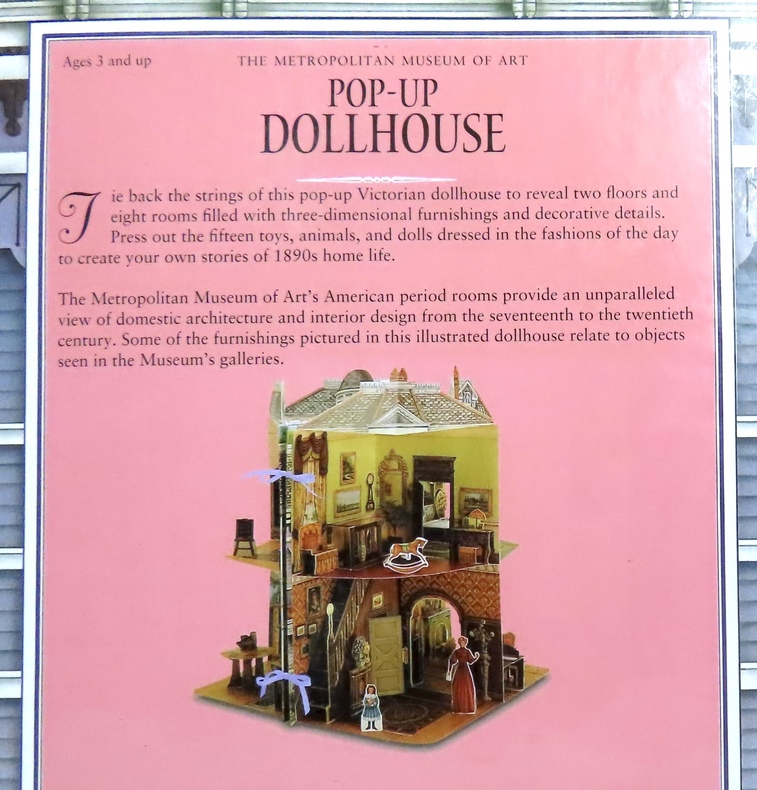 Ages 3 and up
THE METROPOLITAN MUSEUM OF ART
POP-UP
DOLLHOUSE
Tie back the strings of this pop-up Victorian dollhouse to reveal two floors and
eight rooms filled with three-dimensional furnishings and decorative details.
Press out the fifteen toys, animals, and dolls dressed in the fashions of the day
to create your own stories of 1890s home life.
The Metropolitan Museum of Art's American period rooms provide an unparalleled
view of domestic architecture and interior design from the seventeenth to the twentieth
century. Some of the furnishings pictured in this illustrated dollhouse relate to objects
seen in the Museum's galleries.